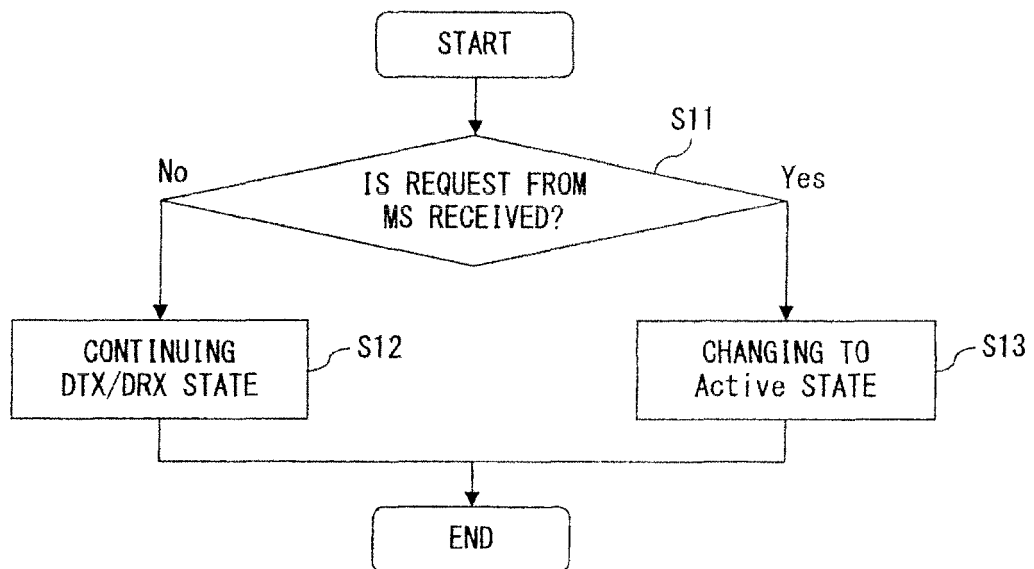 START
S11
No
IS REQUEST FROM
MS RECEIVED?
Yes
CONTINUING
DTX/DRX STATE
S12
CHANGING TO
Active STATE
S13
END